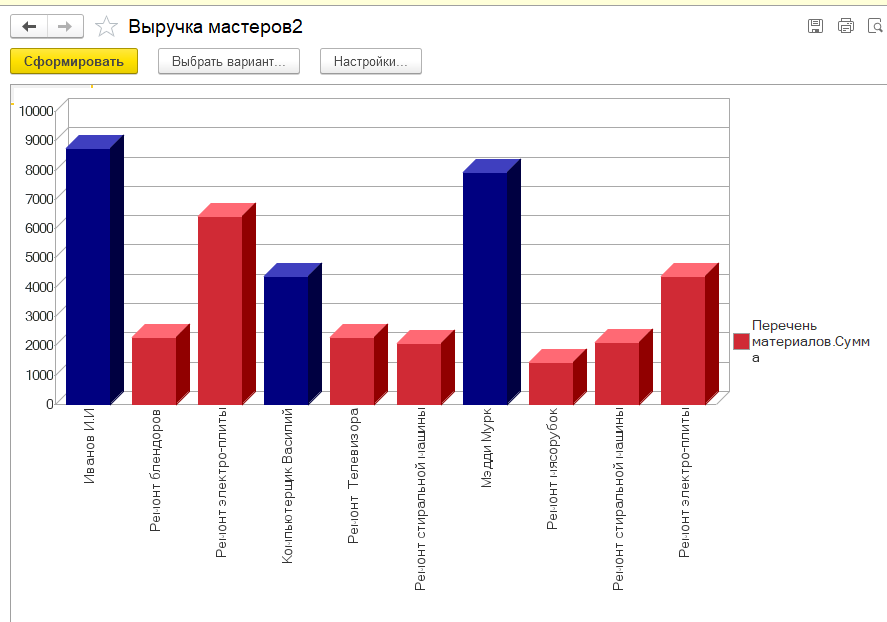 Выручка мастеров2
Сформировать
Выбрать вариант...
Настройки...
10000
9000
8000
7000
6000
5000
4000
3000
2000
1000
0
Иванов И.И
Ремонт блендоров
Ремонт электро-плиты
Компьютерщик Василий
Ремонт Телевизора
Ремонт стиральной машины
Мэдди Мурк
Ремонт мясорубок
Ремонт стиральной машины
Ремонт электро-плиты
Перечень
материалов.Сумм
а